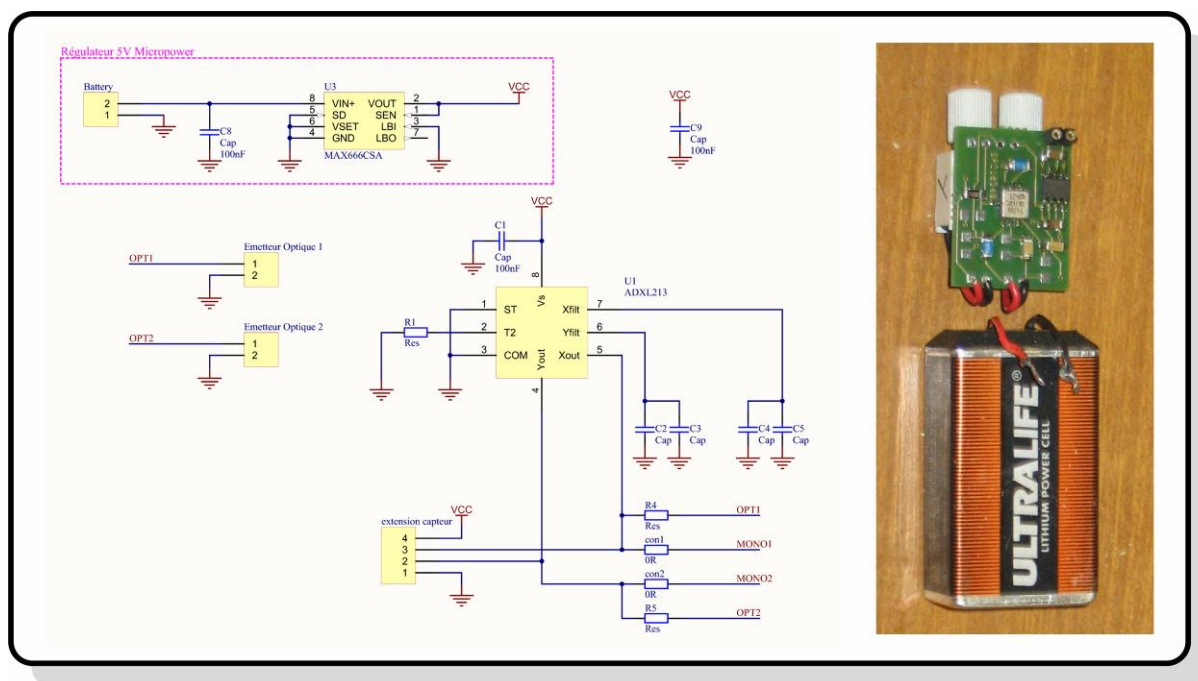 Régulateur 5V Micropower
Battery
2
1
C8
Cap
100nF
U3
8 VIN+ VOUT 2
5 SD SEN 1
6 VSET LBI 3
4 GND LBO 7
MAX666CSA
VCC
VCC
C9
Cap
100nF
OPT1
Emetteur Optique 1
1
2
OPT2
Emetteur Optique 2
1
2
VCC
C1
Cap
100nF
U1
ADXL213
8
Vs
1 ST Xfilt 7
2 T2 Yfilt 6
3 COM Xout 5
Yout
4
R1
Res
C2
Cap
C3
Cap
C4
Cap
C5
Cap
extension capteur
VCC
4
3
2
1
R4
Res
OPT1
con1
0R
MONO1
con2
0R
MONO2
R5
Res
OPT2
ULTRALIFE®
LITHIUM POWER CELL